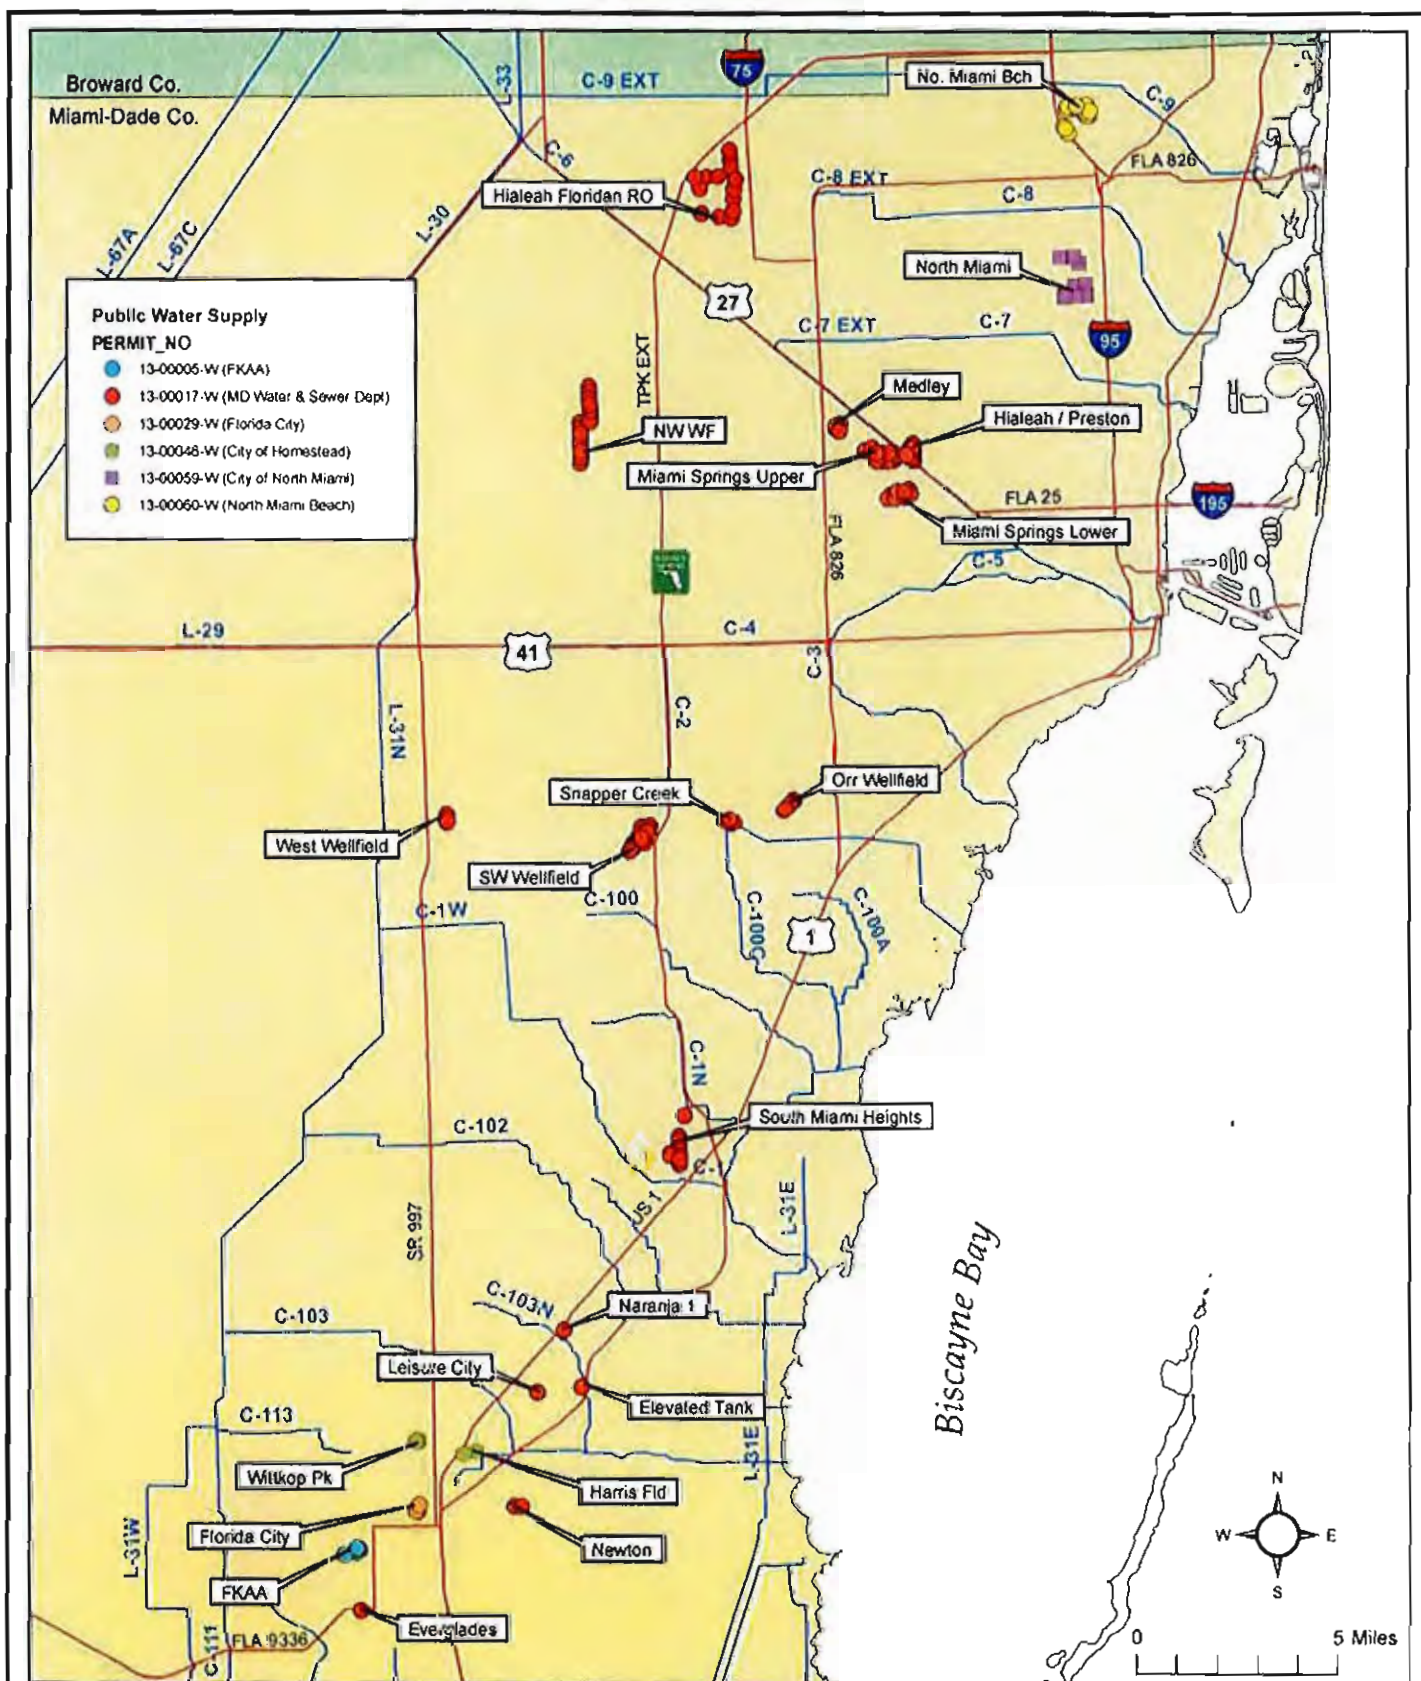 Broward Co.
Miami-Dade Co.
L-33
C-9 EXT
75
No. Miami Bch
C-9
C-6
FLA 826
Hialeah Floridan RO
C-8 EXT
C-8
L-30
L-67A
L-67C
North Miami
27
C-7 EXT
C-7
95
TPK EXT
Public Water Supply
PERMIT_NO
13-00005-W (FKAA)
13-00017-W (MD Water & Sewer Dept)
13-00029-W (Florida City)
13-00046-W (City of Homestead)
13-00059-W (City of North Miami)
13-00060-W (North Miami Beach)
Medley
Hialeah / Preston
NW WF
Miami Springs Upper
FLA 25
195
Miami Springs Lower
FLA 826
C-5
L-29
41
C-4
C-3
C-2
L-31N
Orr Wellfield
Snapper Creek
West Wellfield
SW Wellfield
C-100
C-1W
C-100C
C-100A
1
C-1N
South Miami Heights
C-102
C-1
US 1
L-31E
SR 997
Biscayne Bay
C-103N
Naranja 1
C-103
Leisure City
Elevated Tank
C-113
L-31E
Wittkop Pk
Harris Fld
N
W
E
S
Florida City
L-31W
Newton
FKAA
Everglades
FLA 9336
C-111
0
5 Miles